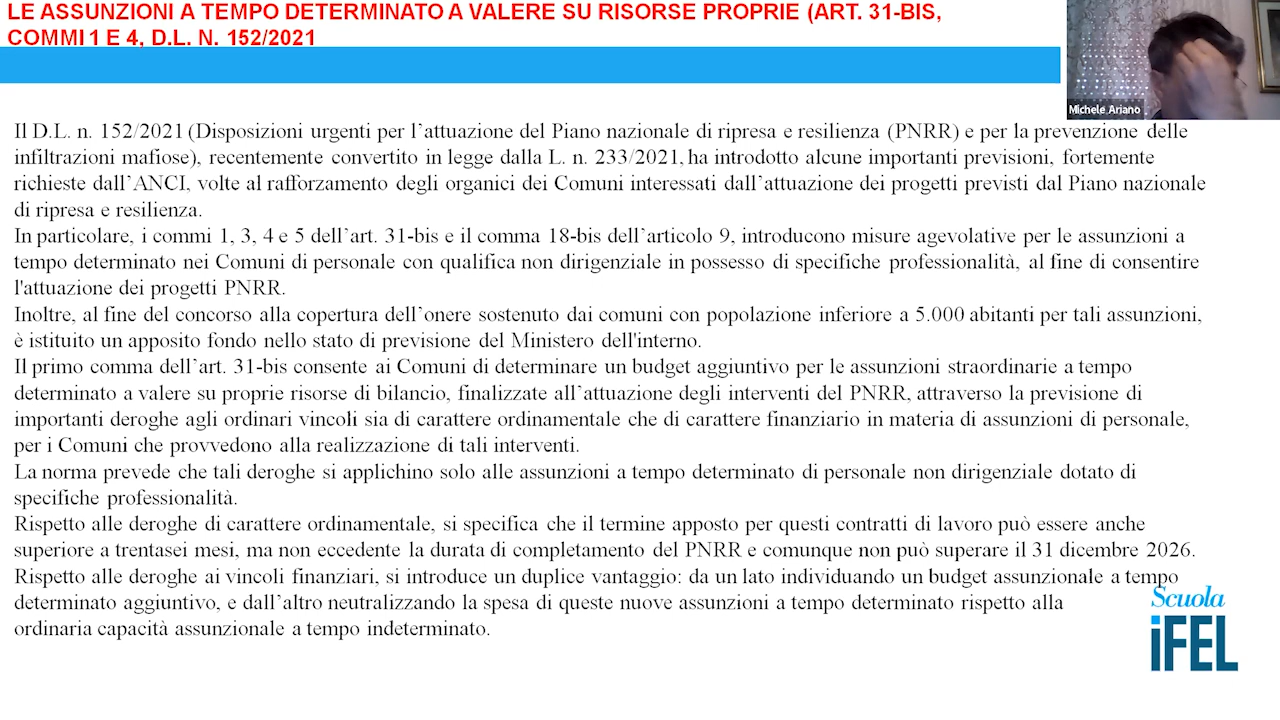 LE ASSUNZIONI A TEMPO DETERMINATO A VALERE SU RISORSE PROPRIE (ART. 31-BIS,
COMMI 1 E 4, D.L. N. 152/2021
Michele Ariano
Il D.L. n. 152/2021 (Disposizioni urgenti per l’attuazione del Piano nazionale di ripresa e resilienza (PNRR) e per la prevenzione delle
infiltrazioni mafiose), recentemente convertito in legge dalla L. n. 233/2021, ha introdotto alcune importanti previsioni, fortemente
richieste dall’ANCI, volte al rafforzamento degli organici dei Comuni interessati dall’attuazione dei progetti previsti dal Piano nazionale
di ripresa e resilienza.
In particolare, i commi 1, 3, 4 e 5 dell’art. 31-bis e il comma 18-bis dell’articolo 9, introducono misure agevolative per le assunzioni a
tempo determinato nei Comuni di personale con qualifica non dirigenziale in possesso di specifiche professionalità, al fine di consentire
l'attuazione dei progetti PNRR.
Inoltre, al fine del concorso alla copertura dell’onere sostenuto dai comuni con popolazione inferiore a 5.000 abitanti per tali assunzioni,
è istituito un apposito fondo nello stato di previsione del Ministero dell'interno.
Il primo comma dell’art. 31-bis consente ai Comuni di determinare un budget aggiuntivo per le assunzioni straordinarie a tempo
determinato a valere su proprie risorse di bilancio, finalizzate all’attuazione degli interventi del PNRR, attraverso la previsione di
importanti deroghe agli ordinari vincoli sia di carattere ordinamentale che di carattere finanziario in materia di assunzioni di personale,
per i Comuni che provvedono alla realizzazione di tali interventi.
La norma prevede che tali deroghe si applichino solo alle assunzioni a tempo determinato di personale non dirigenziale dotato di
specifiche professionalità.
Rispetto alle deroghe di carattere ordinamentale, si specifica che il termine apposto per questi contratti di lavoro può essere anche
superiore a trentasei mesi, ma non eccedente la durata di completamento del PNRR e comunque non può superare il 31 dicembre 2026.
Rispetto alle deroghe ai vincoli finanziari, si introduce un duplice vantaggio: da un lato individuando un budget assunzionale a tempo
determinato aggiuntivo, e dall’altro neutralizzando la spesa di queste nuove assunzioni a tempo determinato rispetto alla
ordinaria capacità assunzionale a tempo indeterminato.
Scuola
iFEL